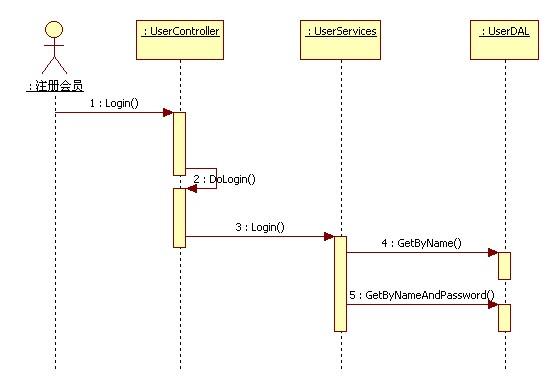 : UserController
: UserServices
: UserDAL
: 注册会员
1 : Login()
2 : DoLogin()
3 : Login()
4 : GetByName()
5 : GetByNameAndPassword()